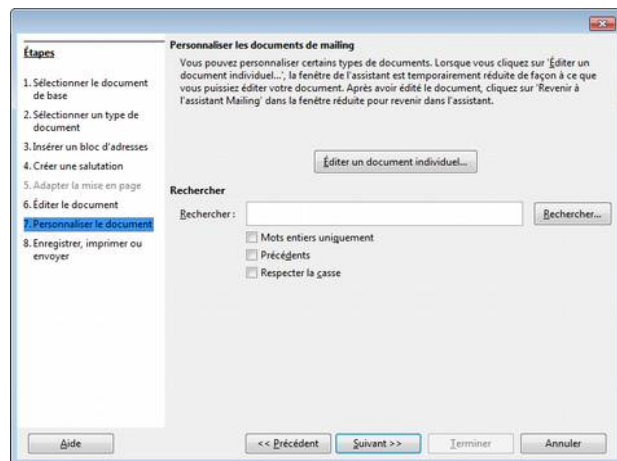 Étapes
1. Sélectionner le document
de base
2. Sélectionner un type de
document
3. Insérer un bloc d'adresses
4. Créer une salutation
5. Adapter la mise en page
6. Éditer le document
7. Personnaliser le document
8. Enregistrer, imprimer ou
envoyer
Personnaliser les documents de mailing
Vous pouvez personnaliser certains types de documents. Lorsque vous cliquez sur 'Éditer un
document individuel...', la fenêtre de l'assistant est temporairement réduite de façon à ce que
vous puissiez éditer votre document. Après avoir édité le document, cliquez sur 'Revenir à
l'assistant Mailing' dans la fenêtre réduite pour revenir dans l'assistant.
Éditer un document individuel...
Rechercher
Rechercher :
Rechercher...
Mots entiers uniquement
Précédents
Respecter la casse
Aide
<< Précédent
Suivant >>
Terminer
Annuler